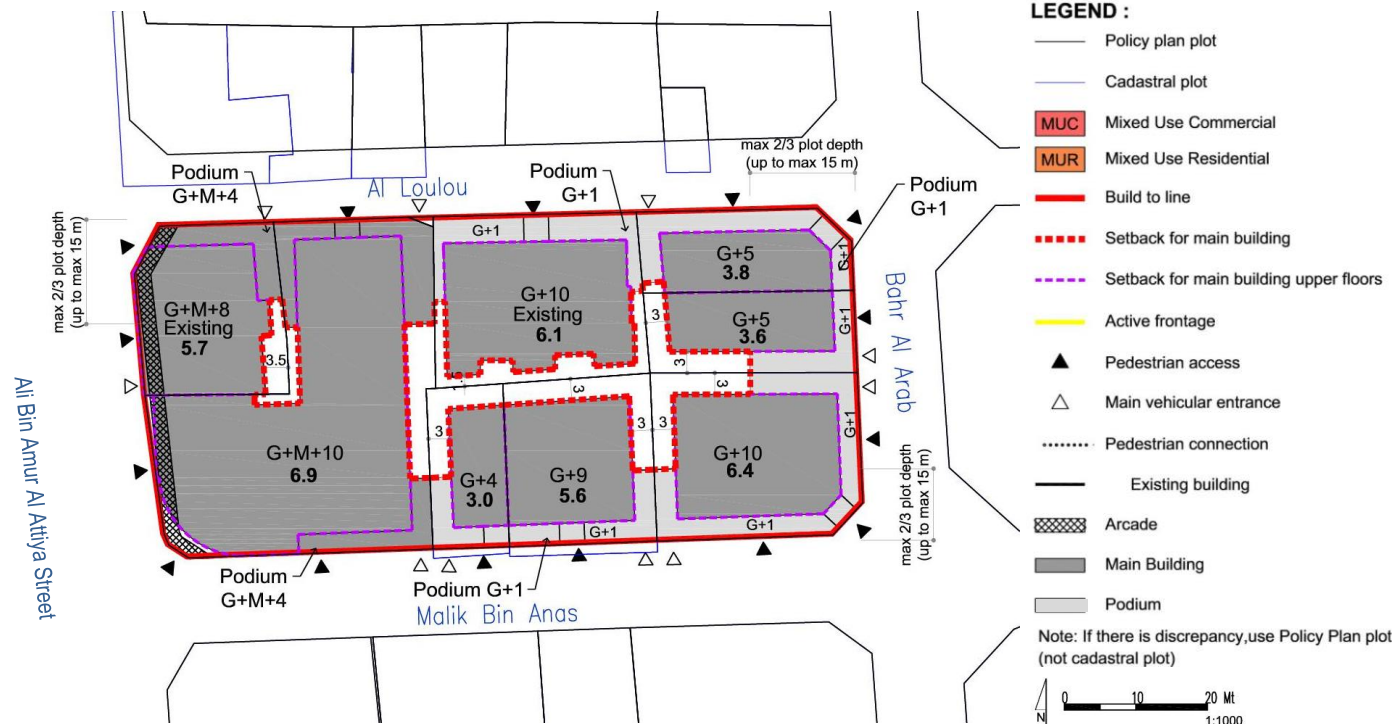 LEGEND :
Policy plan plot
Cadastral plot
MUC Mixed Use Commercial
MUR Mixed Use Residential
Build to line
Setback for main building
Setback for main building upper floors
Active frontage
Pedestrian access
Main vehicular entrance
Pedestrian connection
Existing building
Arcade
Main Building
Podium
Note: If there is discrepancy,use Policy Plan plot
(not cadastral plot)
N
0 10 20 Mt
1:1000
max 2/3 plot depth
(up to max 15 m)
Podium
G+M+4
Al Loulou
Podium
G+1
Podium
G+1
max 2/3 plot depth
(up to max 15 m)
G+1
G+1
G+5
3.8
G+M+8
Existing
5.7
G+10
Existing
6.1
3
G+5
3.6
G+1
Bahr Al Arab
3.5
1.5
3
3
3
Ali Bin Amur Al Attiya Street
G+M+10
6.9
3
G+4
3.0
G+9
5.6
3
3
G+10
6.4
G+1
max 2/3 plot depth
(up to max 15 m)
G+1
G+1
Podium
G+M+4
Podium G+1
Malik Bin Anas